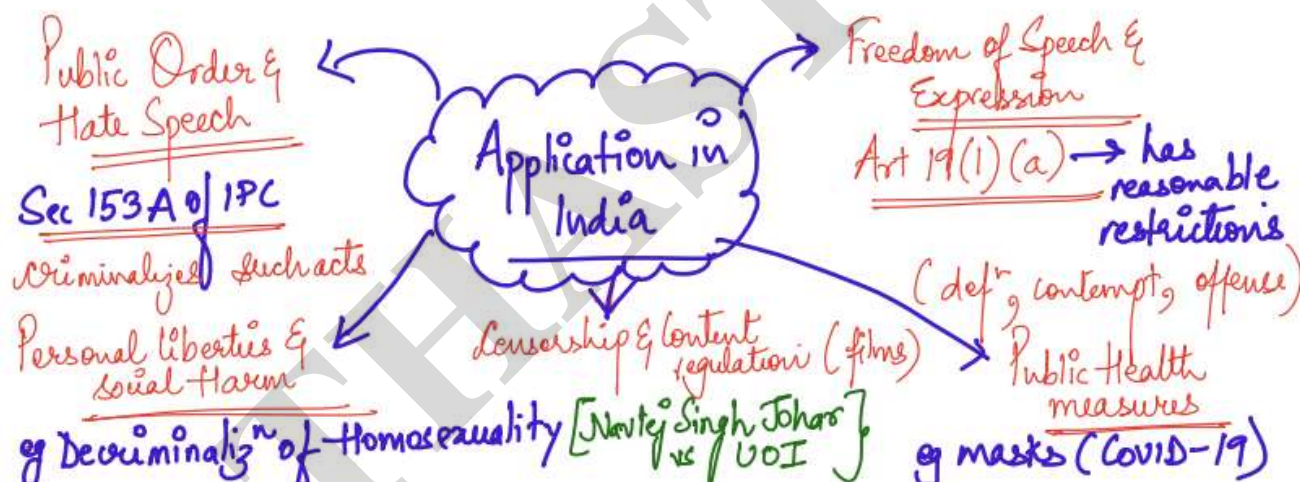 Application in
India
Public Order &
Hate Speech
Sec 153A of IPC
criminalizes such acts
Freedom of Speech &
Expression
Art 19(1)(a) → has
reasonable
restrictions
(defⁿ, contempt, offense)
Personal liberties &
social Harm
eg Decriminalizⁿ of Homosexuality [Navtej Singh Johar
vs UOI]
Censorship & Content
regulation (films)
Public Health
measures
eg masks (COVID-19)
THAST